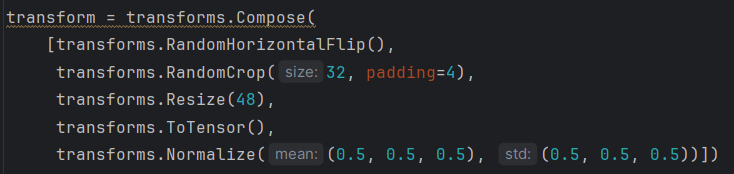 transform = transforms.Compose(
[transforms.RandomHorizontalFlip(),
transforms.RandomCrop( size: 32, padding=4),
transforms.Resize(48),
transforms.ToTensor(),
transforms.Normalize( mean: (0.5, 0.5, 0.5), std: (0.5, 0.5, 0.5))])